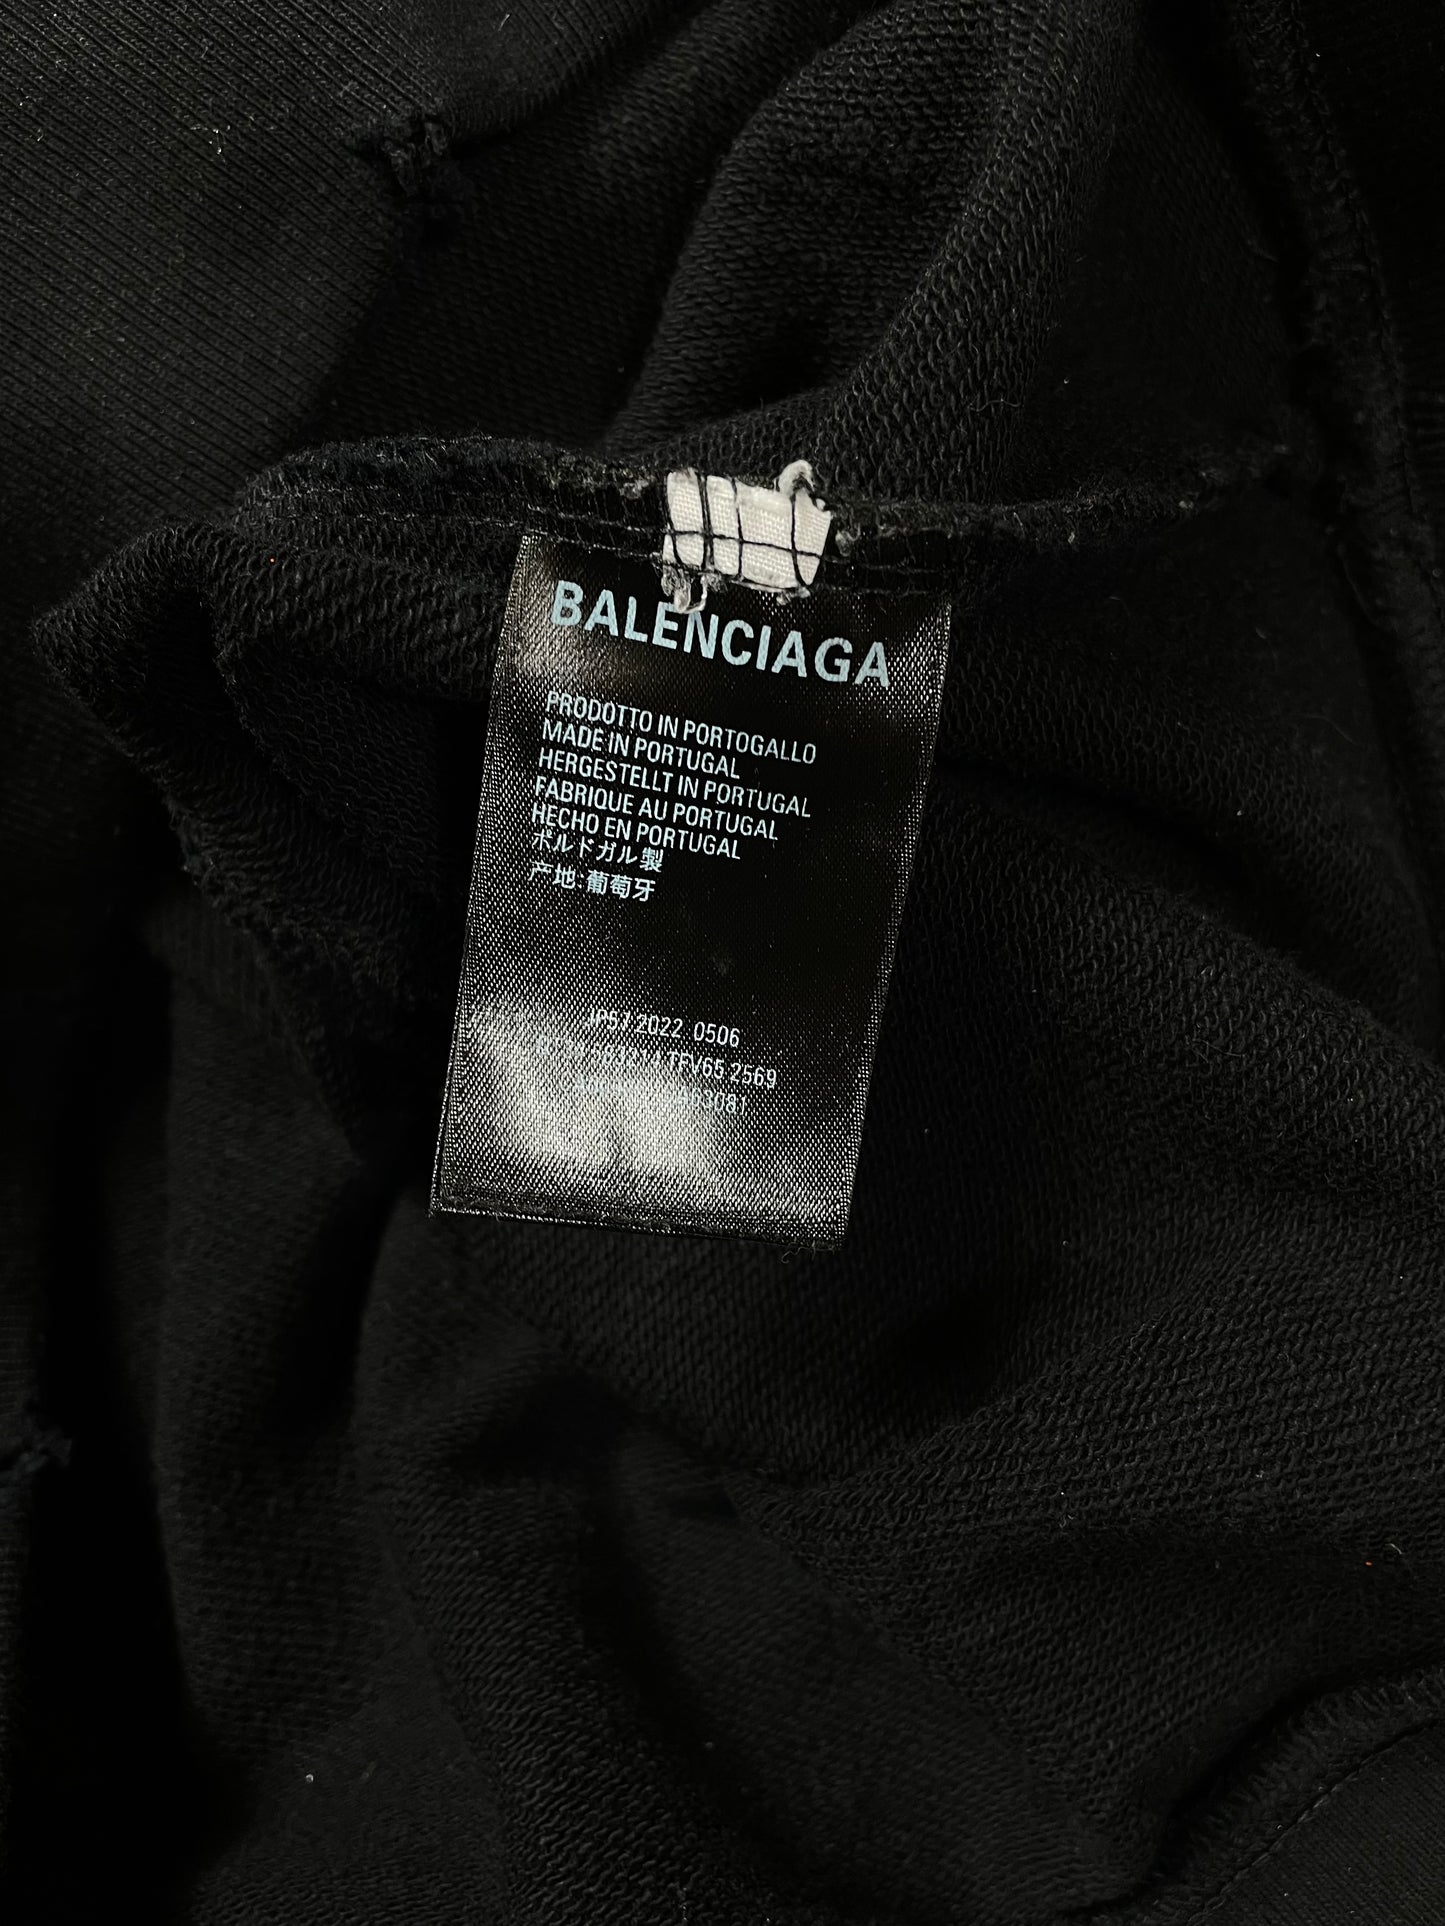 BALENCIAGA
PRODOTTO IN PORTOGALLO
MADE IN PORTUGAL
HERGESTELLT IN PORTUGAL
FABRIQUE AU PORTUGAL
HECHO EN PORTUGAL
ポルトガル製
产地:葡萄牙
IP57 2022 0506
TFV65 2569